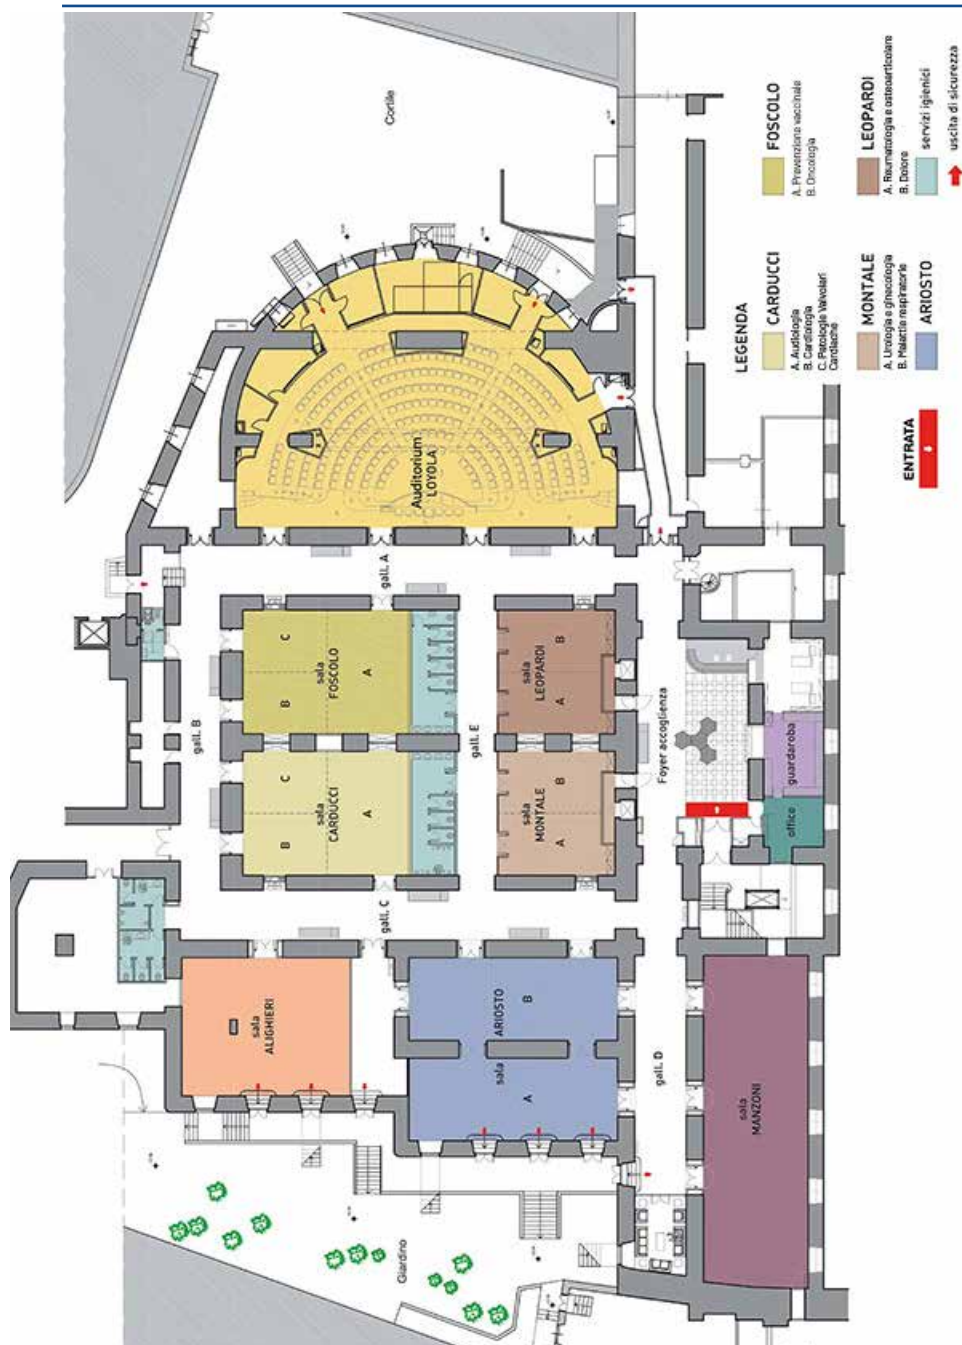 Cortile
Auditorium
LOYOLA
gall. A
gall. B
sala
FOSCOLO
A
B
C
sala
LEOPARDI
A
B
gall. E
sala
CARDUCCI
A
B
C
sala
MONTALE
A
B
Foyer accoglienza
guardaroba
office
gall. C
sala
ALIGHIERI
sala
ARIOSTO
A
B
gall. D
sala
MANZONI
Giardino
ENTRATA
LEGENDA
CARDUCCI
A. Audiologia
B. Cardiologia
C. Patologie Valvolari
Cardiache
MONTALE
A. Urologia e ginecologia
B. Malattie respiratorie
ARIOSTO
FOSCOLO
A. Prevenzione vaccinale
B. Oncologia
LEOPARDI
A. Reumatologia e osteoarticolare
B. Dolore
servizi igienici
uscita di sicurezza